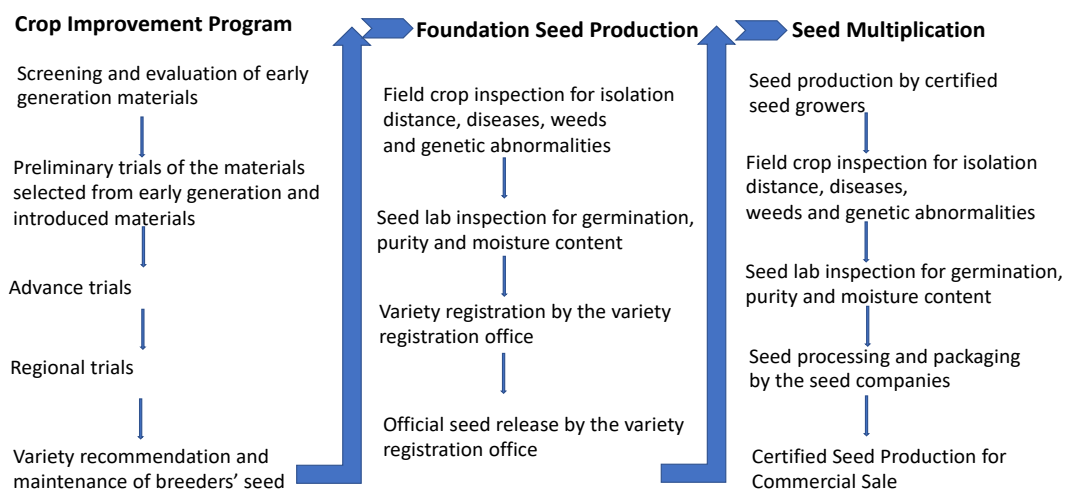 Crop Improvement Program
Screening and evaluation of early
generation materials
Preliminary trials of the materials
selected from early generation and
introduced materials
Advance trials
Regional trials
Variety recommendation and
maintenance of breeders' seed
Foundation Seed Production
Field crop inspection for isolation
distance, diseases, weeds
and genetic abnormalities
Seed lab inspection for germination,
purity and moisture content
Variety registration by the variety
registration office
Official seed release by the variety
registration office
Seed Multiplication
Seed production by certified
seed growers
Field crop inspection for isolation
distance, diseases,
weeds and genetic abnormalities
Seed lab inspection for germination,
purity and moisture content
Seed processing and packaging
by the seed companies
Certified Seed Production for
Commercial Sale